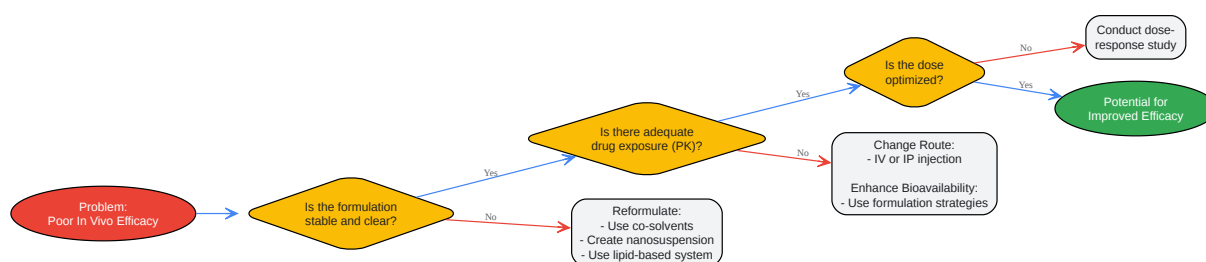 Problem:
Poor In Vivo Efficacy
Is the formulation
stable and clear?
Yes
No
Reformulate:
- Use co-solvents
- Create nanosuspension
- Use lipid-based system
Is there adequate
drug exposure (PK)?
Yes
No
Change Route:
- IV or IP injection
Enhance Bioavailability:
- Use formulation strategies
Is the dose
optimized?
No
Yes
Conduct dose-
response study
Potential for
Improved Efficacy